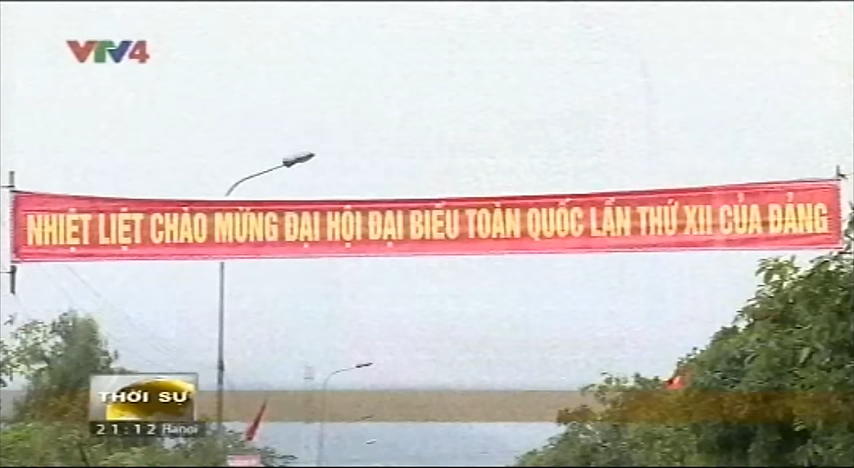 VTV4
NHIỆT LIỆT CHÀO MỪNG ĐẠI HỘI ĐẠI BIỂU TOÀN QUỐC LẦN THỨ XII CỦA ĐẢNG
THỜI SỰ
21:12 Hanoi